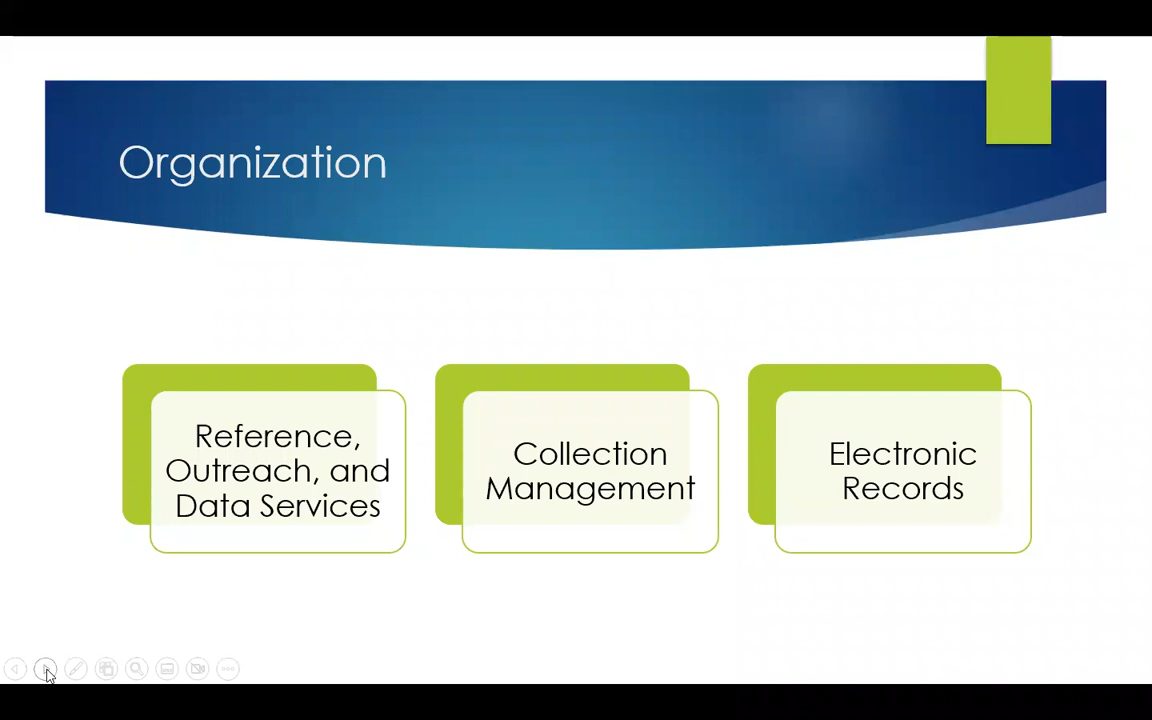 Organization
Reference,
Outreach, and
Data Services
Collection
Management
Electronic
Records